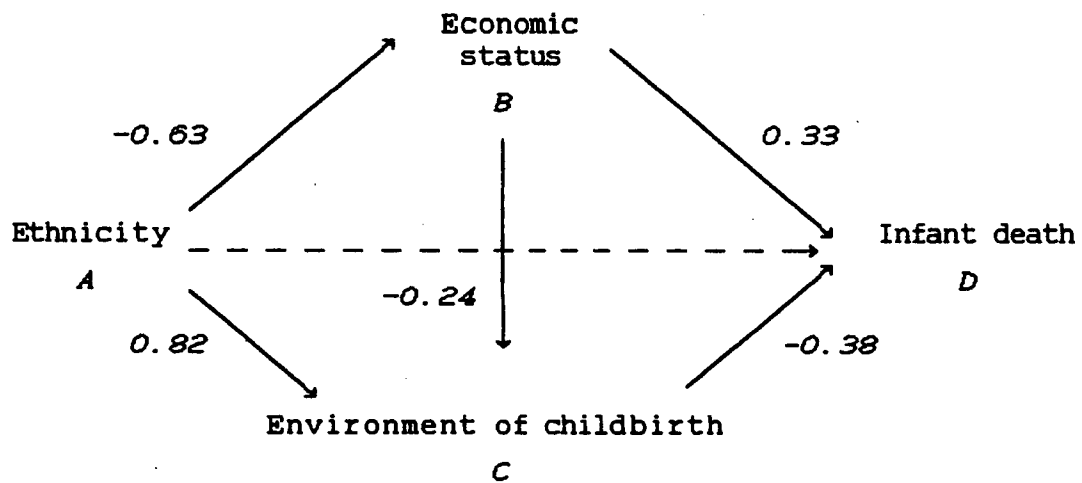 Economic
status
B
-0.63
0.33
Ethnicity
A
Infant death
D
-0.24
0.82
-0.38
Environment of childbirth
C